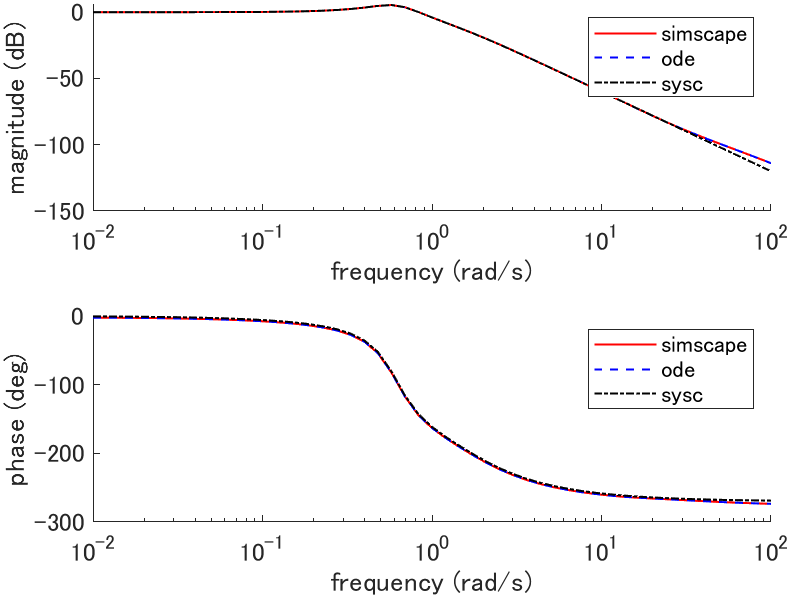 magnitude (dB)
0
-50
-100
-150
simscape
ode
sysc
10^-2
10^-1
10^0
10^1
10^2
frequency (rad/s)
phase (deg)
0
-100
-200
-300
simscape
ode
sysc
10^-2
10^-1
10^0
10^1
10^2
frequency (rad/s)